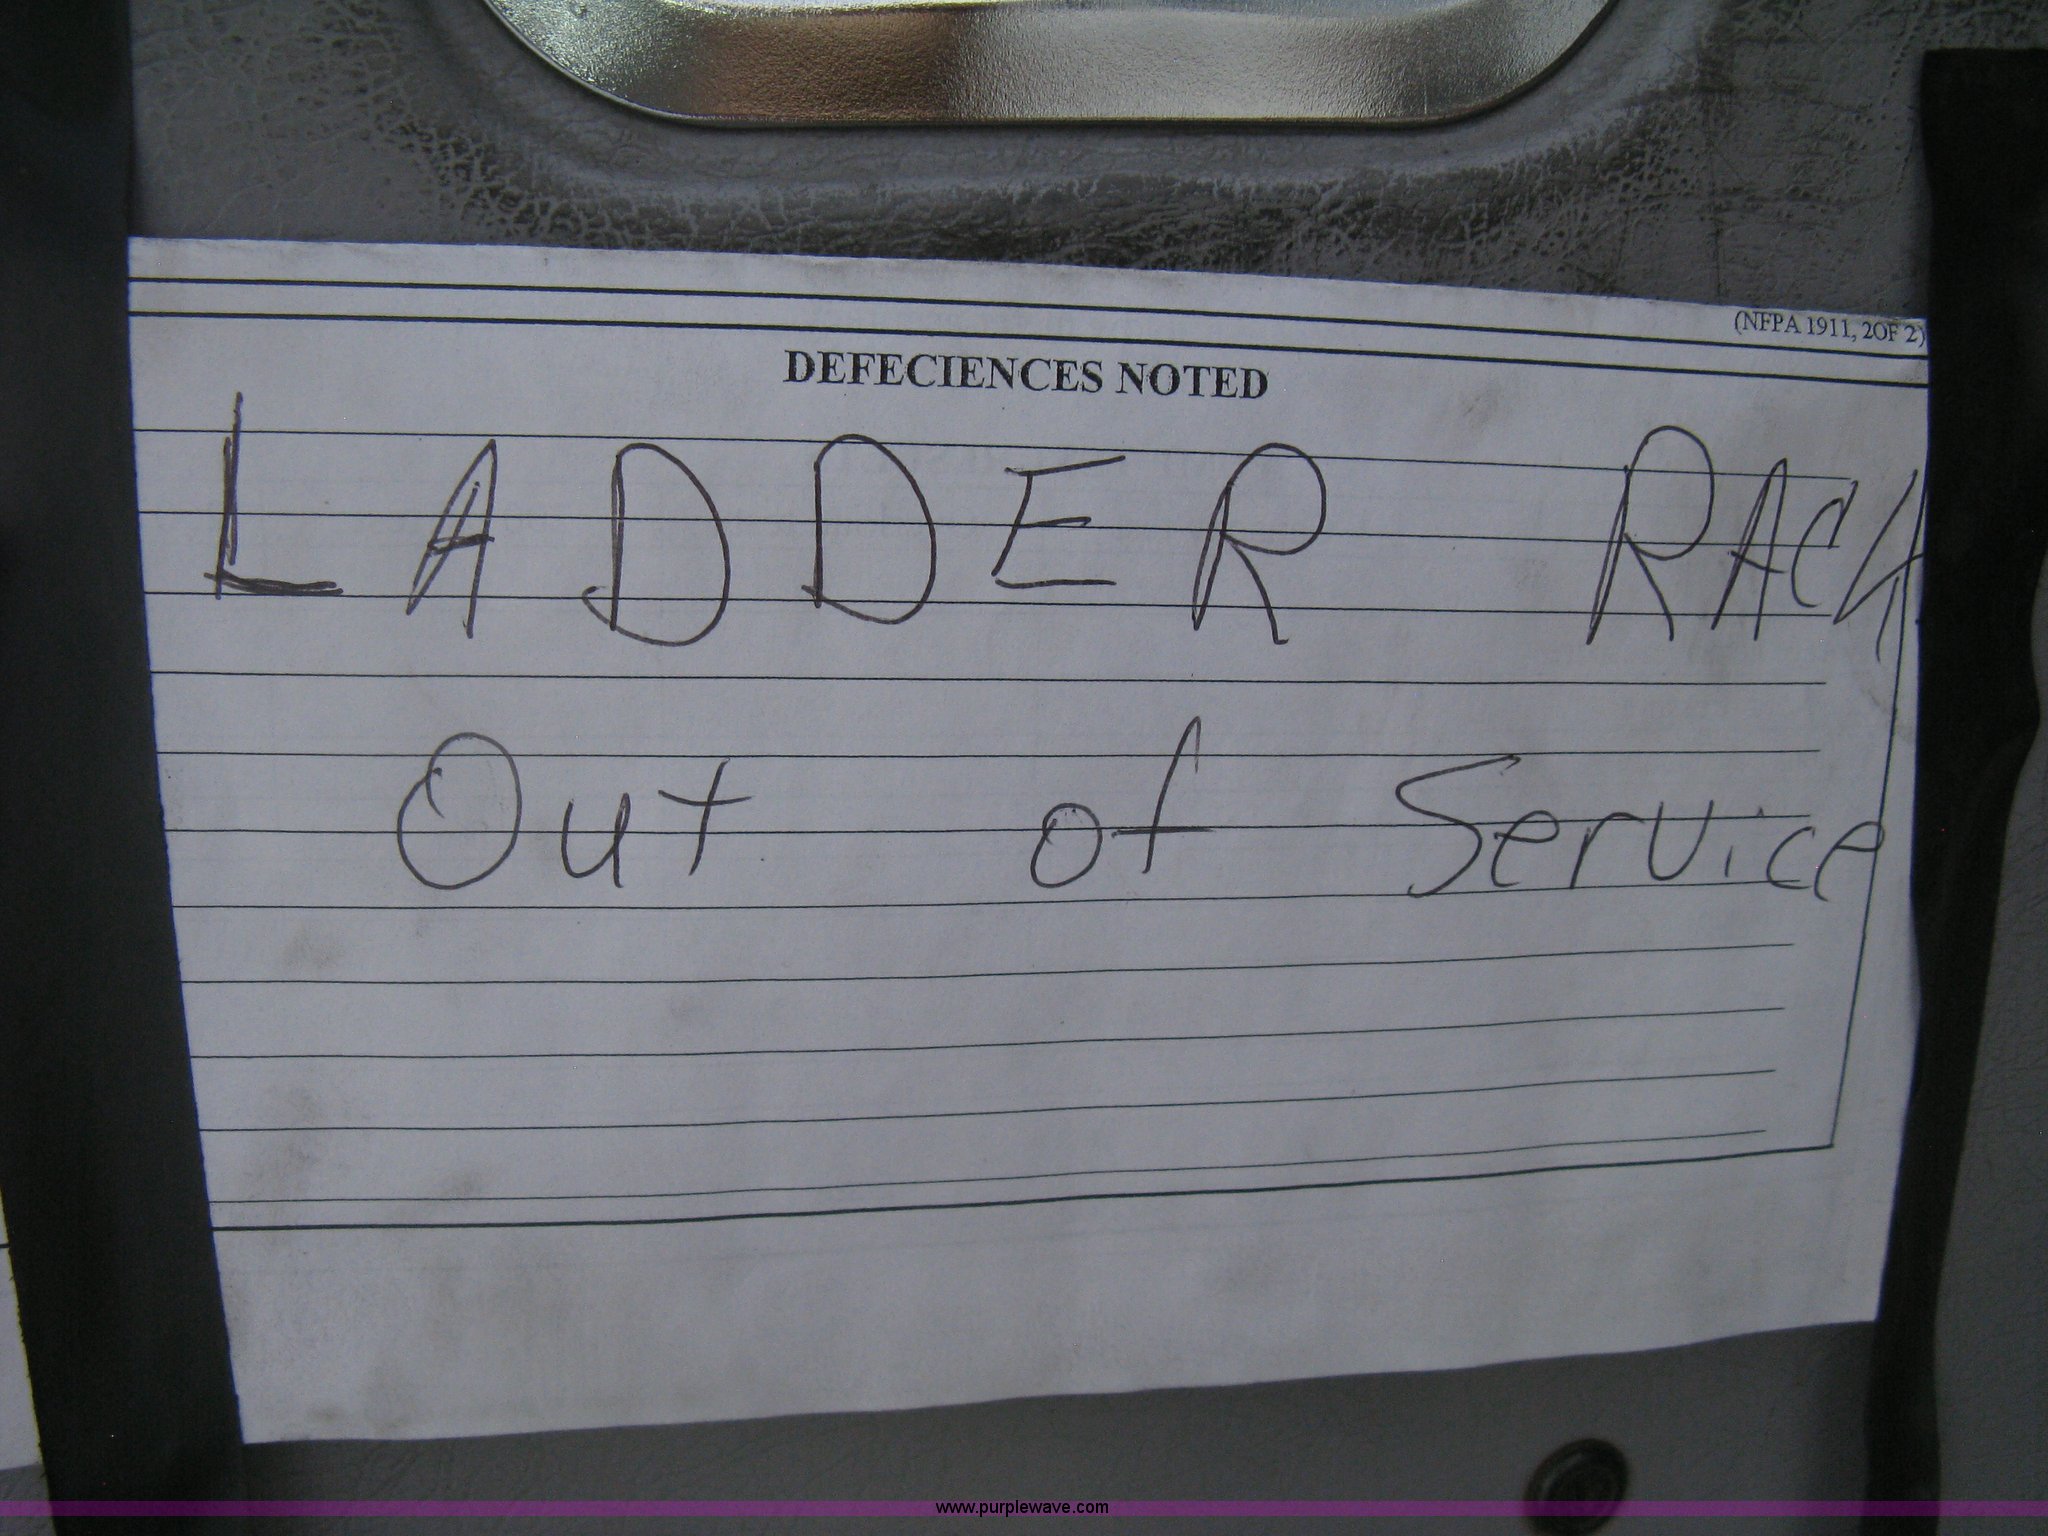 (NFPA 1911, 2OF 2)
DEFECIENCES NOTED
LADDER RACK
Out of Service
www.purplewave.com